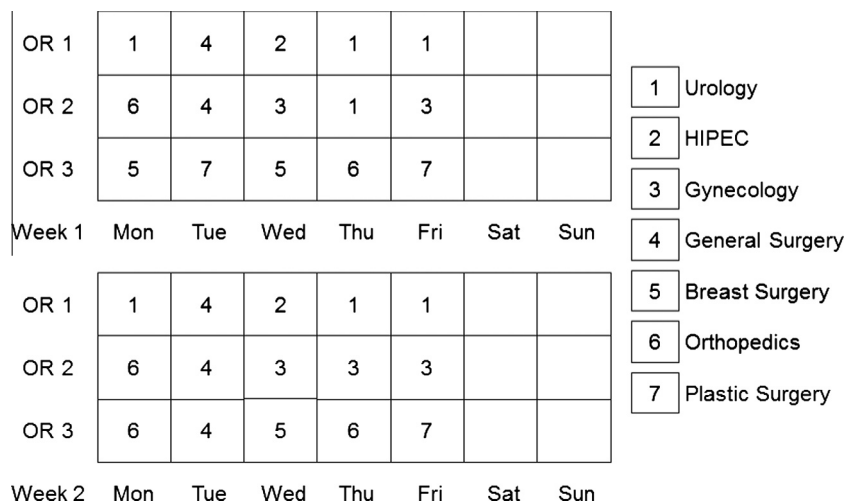 OR 1 1 4 2 1 1
OR 2 6 4 3 1 3
OR 3 5 7 5 6 7
Week 1 Mon Tue Wed Thu Fri Sat Sun
OR 1 1 4 2 1 1
OR 2 6 4 3 3 3
OR 3 6 4 5 6 7
Week 2 Mon Tue Wed Thu Fri Sat Sun
1 Urology
2 HIPEC
3 Gynecology
4 General Surgery
5 Breast Surgery
6 Orthopedics
7 Plastic Surgery